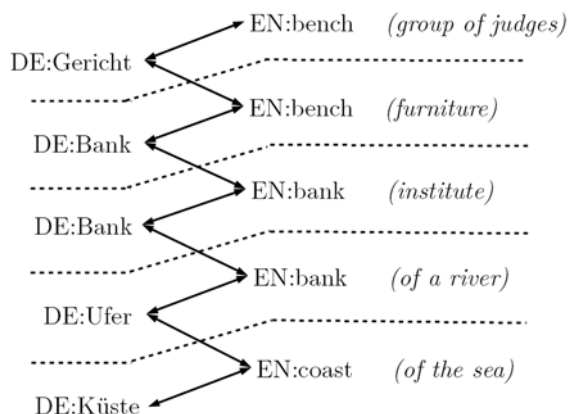 EN:bench (group of judges)
DE:Gericht
EN:bench (furniture)
DE:Bank
EN:bank (institute)
DE:Bank
EN:bank (of a river)
DE:Ufer
EN:coast (of the sea)
DE:Küste